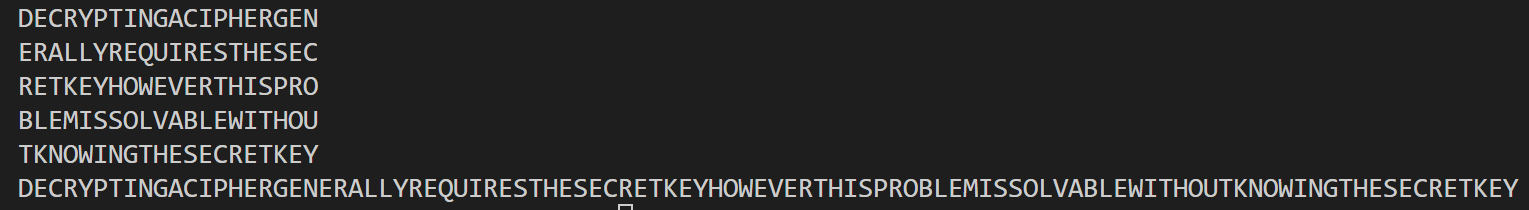 DECRYPTINGACIPHERGEN
ERALLYREQUIRESTHESEC
RETKEYHOWEVERTHISPRO
BLEMISSOLVABLEWITHOU
TKNOWINGTHESECRETKEY
DECRYPTINGACIPHERGENERALLYREQUIRESTHESECRETKEYHOWEVERTHISPROBLEMISSOLVABLEWITHOUTKNOWINGTHESECRETKEY